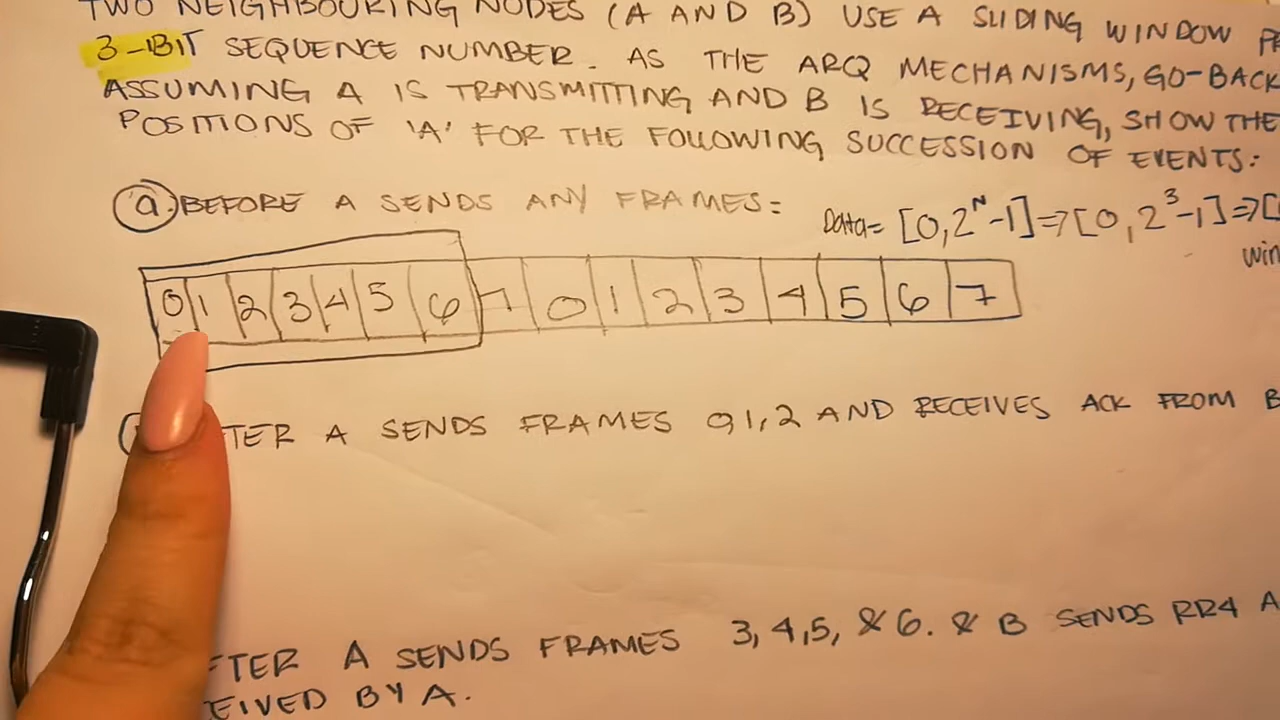 TWO NEIGHBOURING NODES (A AND B) USE A SLIDING WINDOW
3-BIT SEQUENCE NUMBER. AS THE ARQ MECHANISMS, GO-BACK
ASSUMING A IS TRANSMITTING AND B IS RECEIVING, SHOW THE
POSITIONS OF 'A' FOR THE FOLLOWING SUCCESSION OF EVENTS:
a. BEFORE A SENDS ANY FRAMES:
Data = [0, 2^N-1] => [0, 2^3-1] => [
win
0 1 2 3 4 5 6 7 0 1 2 3 4 5 6 7
TER A SENDS FRAMES 0,1,2 AND RECEIVES ACK FROM B
FTER A SENDS FRAMES 3, 4, 5, & 6. & B SENDS RR4 A
EIVED BY A.